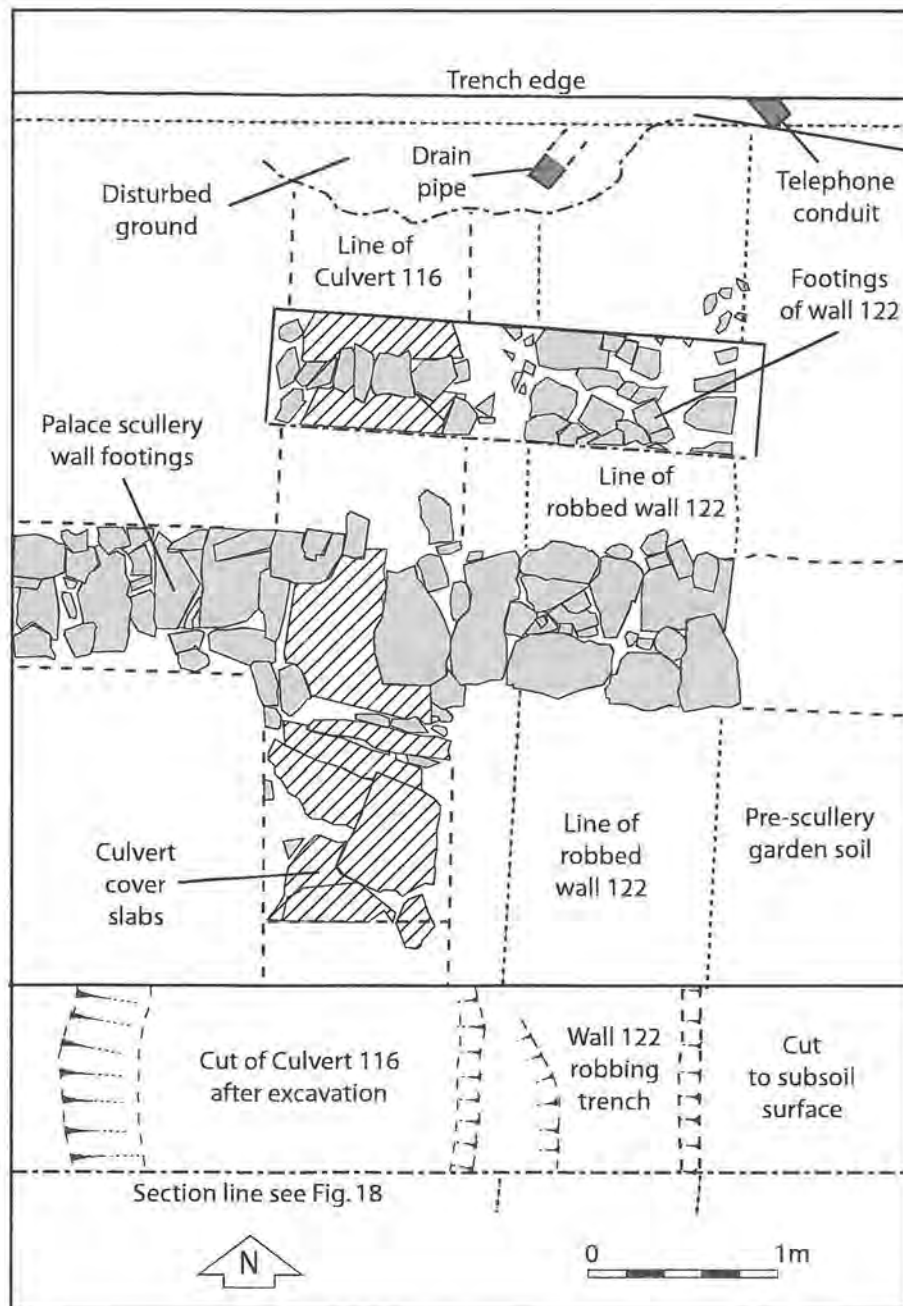 Trench edge
Drain
pipe
Disturbed
ground
Telephone
conduit
Line of
Culvert 116
Footings
of wall 122
Palace scullery
wall footings
Line of
robbed wall 122
Culvert
cover
slabs
Line of
robbed
wall 122
Pre-scullery
garden soil
Cut of Culvert 116
after excavation
Wall 122
robbing
trench
Cut
to subsoil
surface
Section line see Fig. 18
N
0
1m